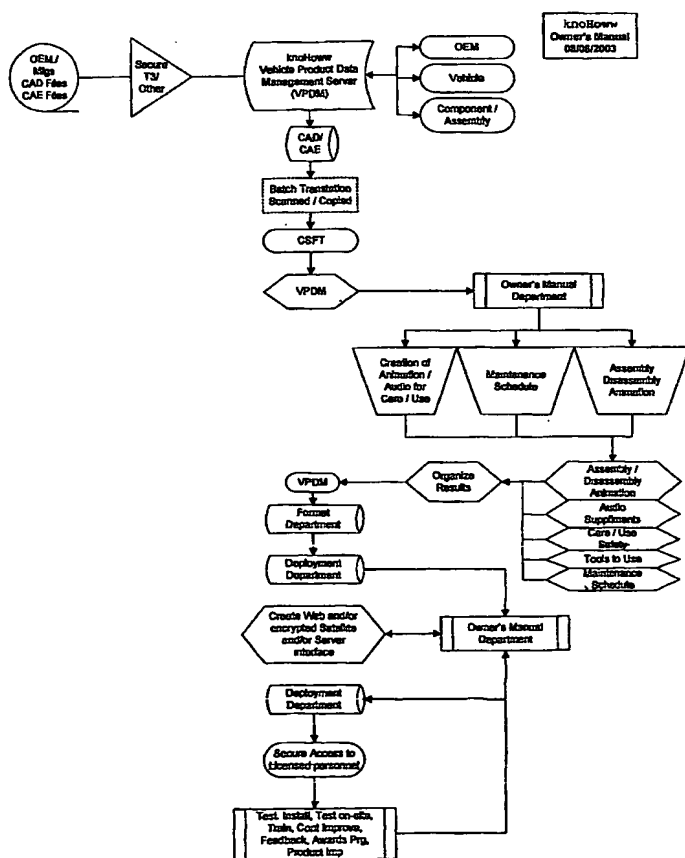 knoHoww
Owner's Manual
08/06/2003
OEM /
Mfgs
CAD Files
CAE Files
Secure
T3/
Other
knoHoww
Vehicle Product Data
Management Server
(VPDM)
OEM
Vehicle
Component /
Assembly
CAD/
CAE
Batch Translation
Scanned / Copied
CSFT
VPDM
Owner's Manual
Department
Creation of
Animation /
Audio for
Care / Use
Maintenance
Schedule
Assembly
Disassembly
Animation
Assembly /
Disassembly
Animation
Audio
Suppliments
Care / Use
Safety
Tools to Use
Maintenance
Schedule
Organize
Results
VPDM
Format
Department
Deployment
Department
Create Web and/or
encrypted Satellite
and/or Server
interface
Owner's Manual
Department
Deployment
Department
Secure Access to
Licensed personnel
Test, Install, Test on-site,
Train, Cont Improve,
Feedback, Awards Prg,
Product Imp